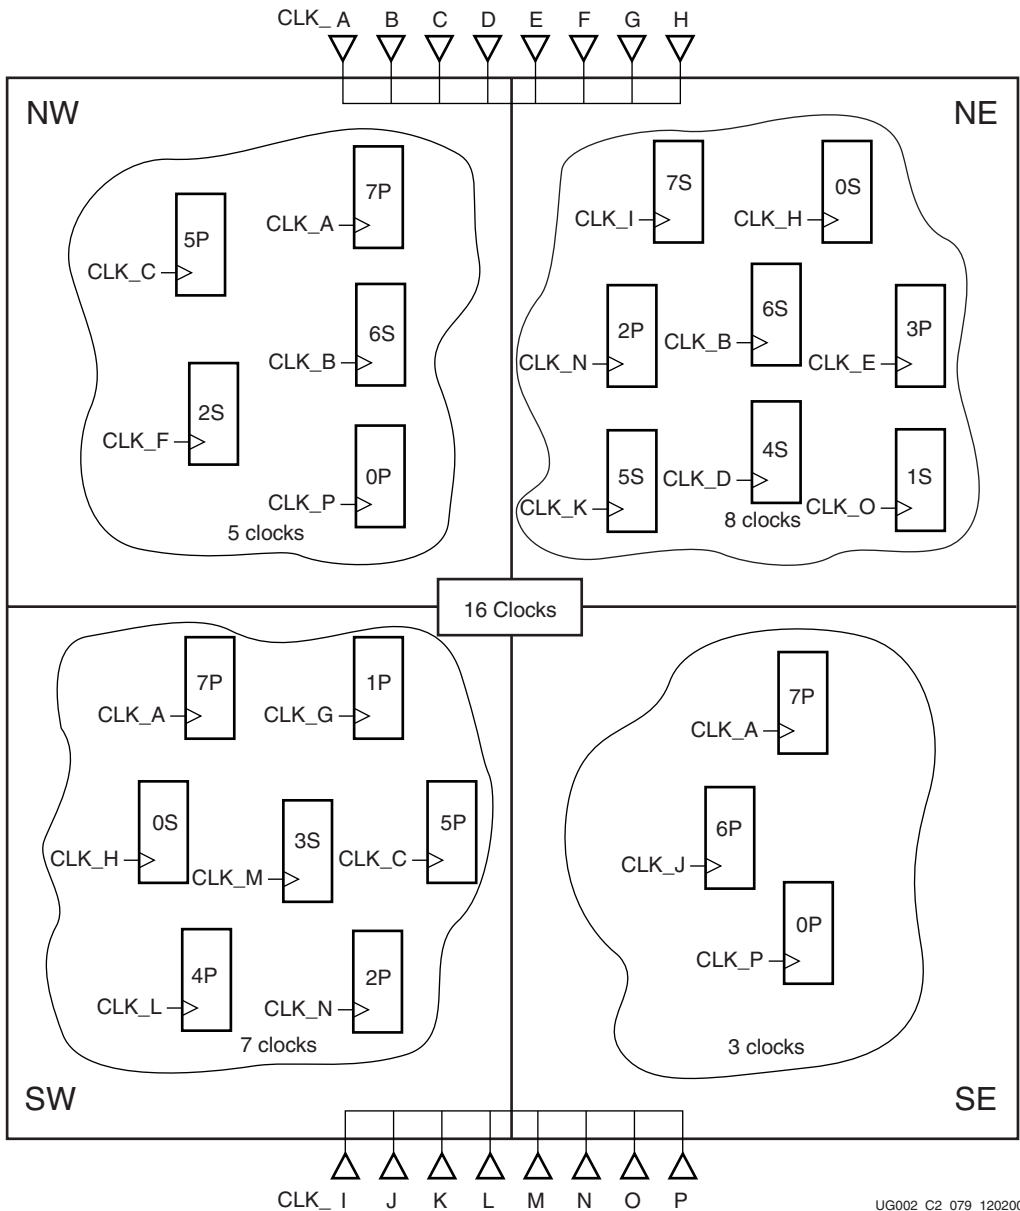 CLK_ A B C D E F G H
NW
NE
7P
CLK_A
5P
CLK_C
6S
CLK_B
2S
CLK_F
0P
CLK_P
5 clocks
7S
CLK_I
0S
CLK_H
2P
CLK_N
6S
CLK_B
3P
CLK_E
5S
CLK_K
4S
CLK_D
1S
CLK_O
8 clocks
16 Clocks
7P
CLK_A
1P
CLK_G
0S
CLK_H
3S
CLK_M
5P
CLK_C
4P
CLK_L
2P
CLK_N
7 clocks
SW
7P
CLK_A
6P
CLK_J
0P
CLK_P
3 clocks
SE
CLK_ I J K L M N O P